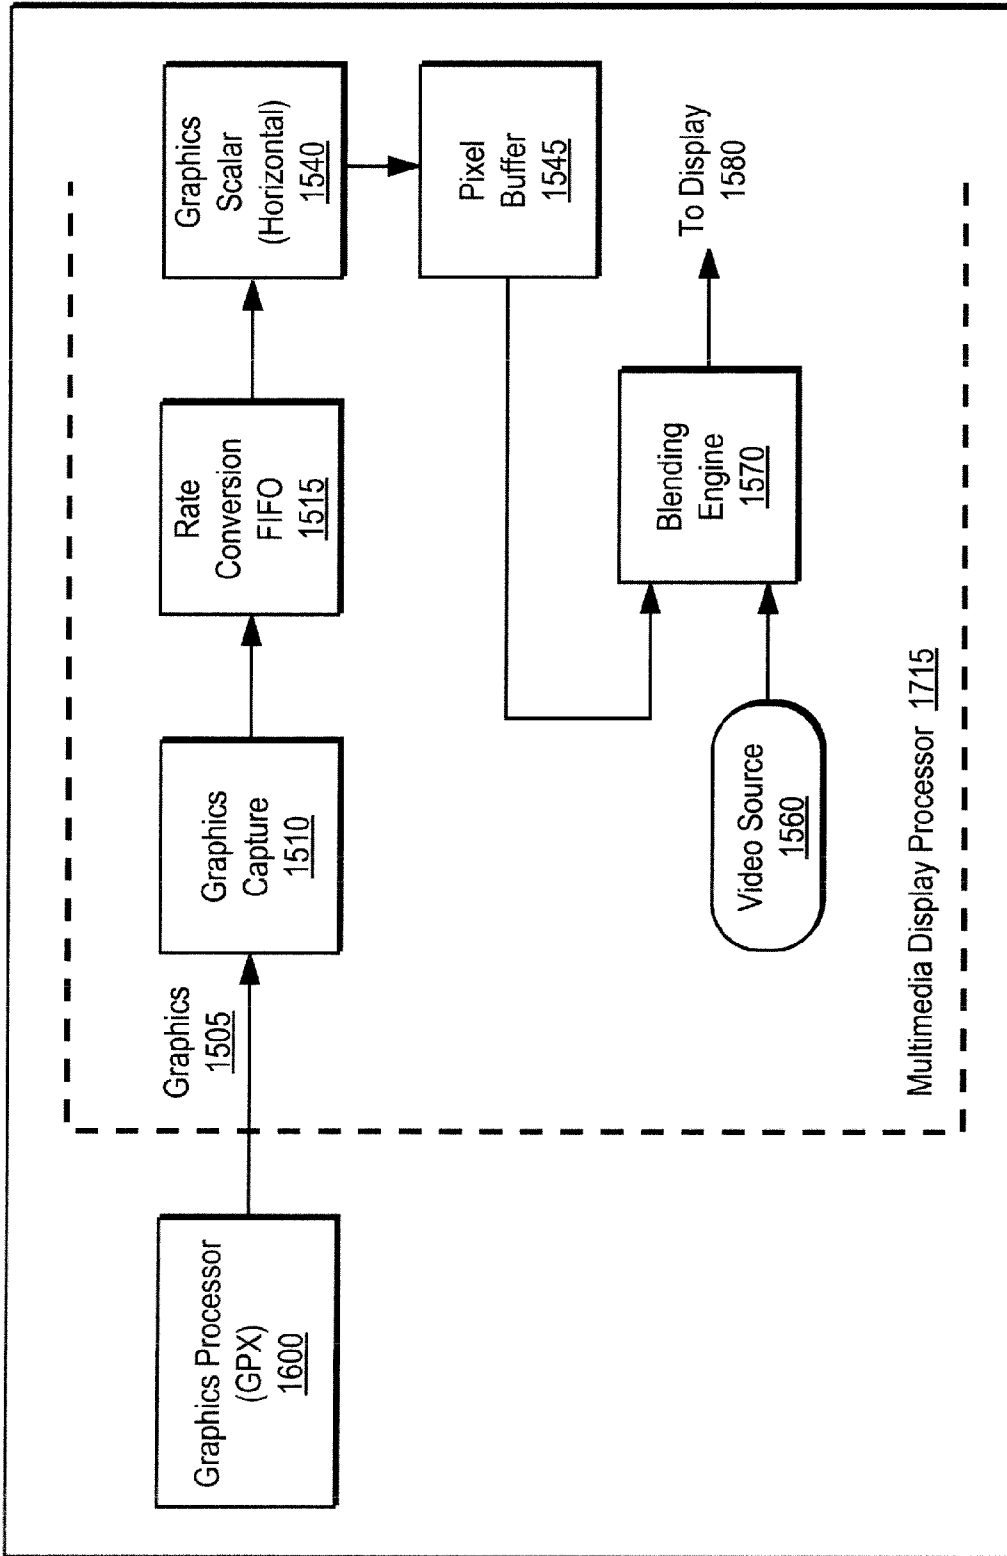 Graphics Processor
(GPX)
1600
Graphics
1505
Graphics
Capture
1510
Rate
Conversion
FIFO
1515
Graphics
Scalar
(Horizontal)
1540
Pixel
Buffer
1545
Video Source
1560
Blending
Engine
1570
To Display
1580
Multimedia Display Processor 1715